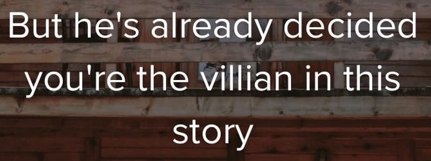 But he's already decided
you're the villian in this
story